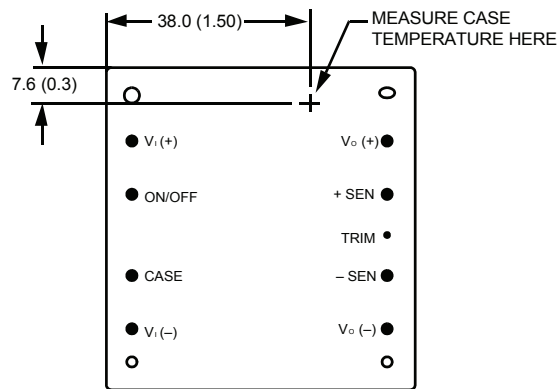 38.0 (1.50)
MEASURE CASE
TEMPERATURE HERE
7.6 (0.3)
VI (+)
VO (+)
ON/OFF
+ SEN
TRIM
CASE
– SEN
VI (–)
VO (–)